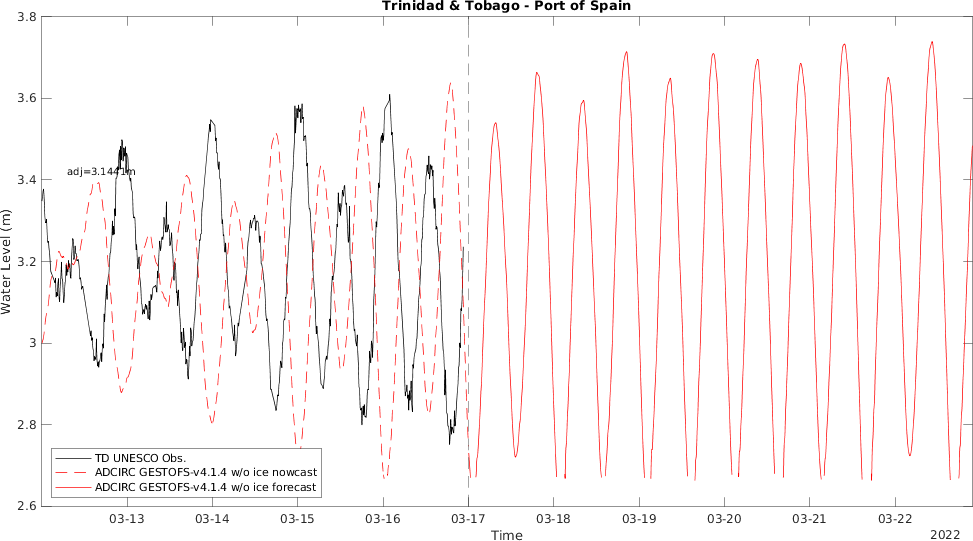 Trinidad & Tobago - Port of Spain
3.8
3.6
3.4
3.2
3
2.8
2.6
Water Level (m)
adj=3.1441m
TD UNESCO Obs.
ADCIRC GESTOFS-v4.1.4 w/o ice nowcast
ADCIRC GESTOFS-v4.1.4 w/o ice forecast
03-13 03-14 03-15 03-16 03-17 03-18 03-19 03-20 03-21 03-22
Time
2022